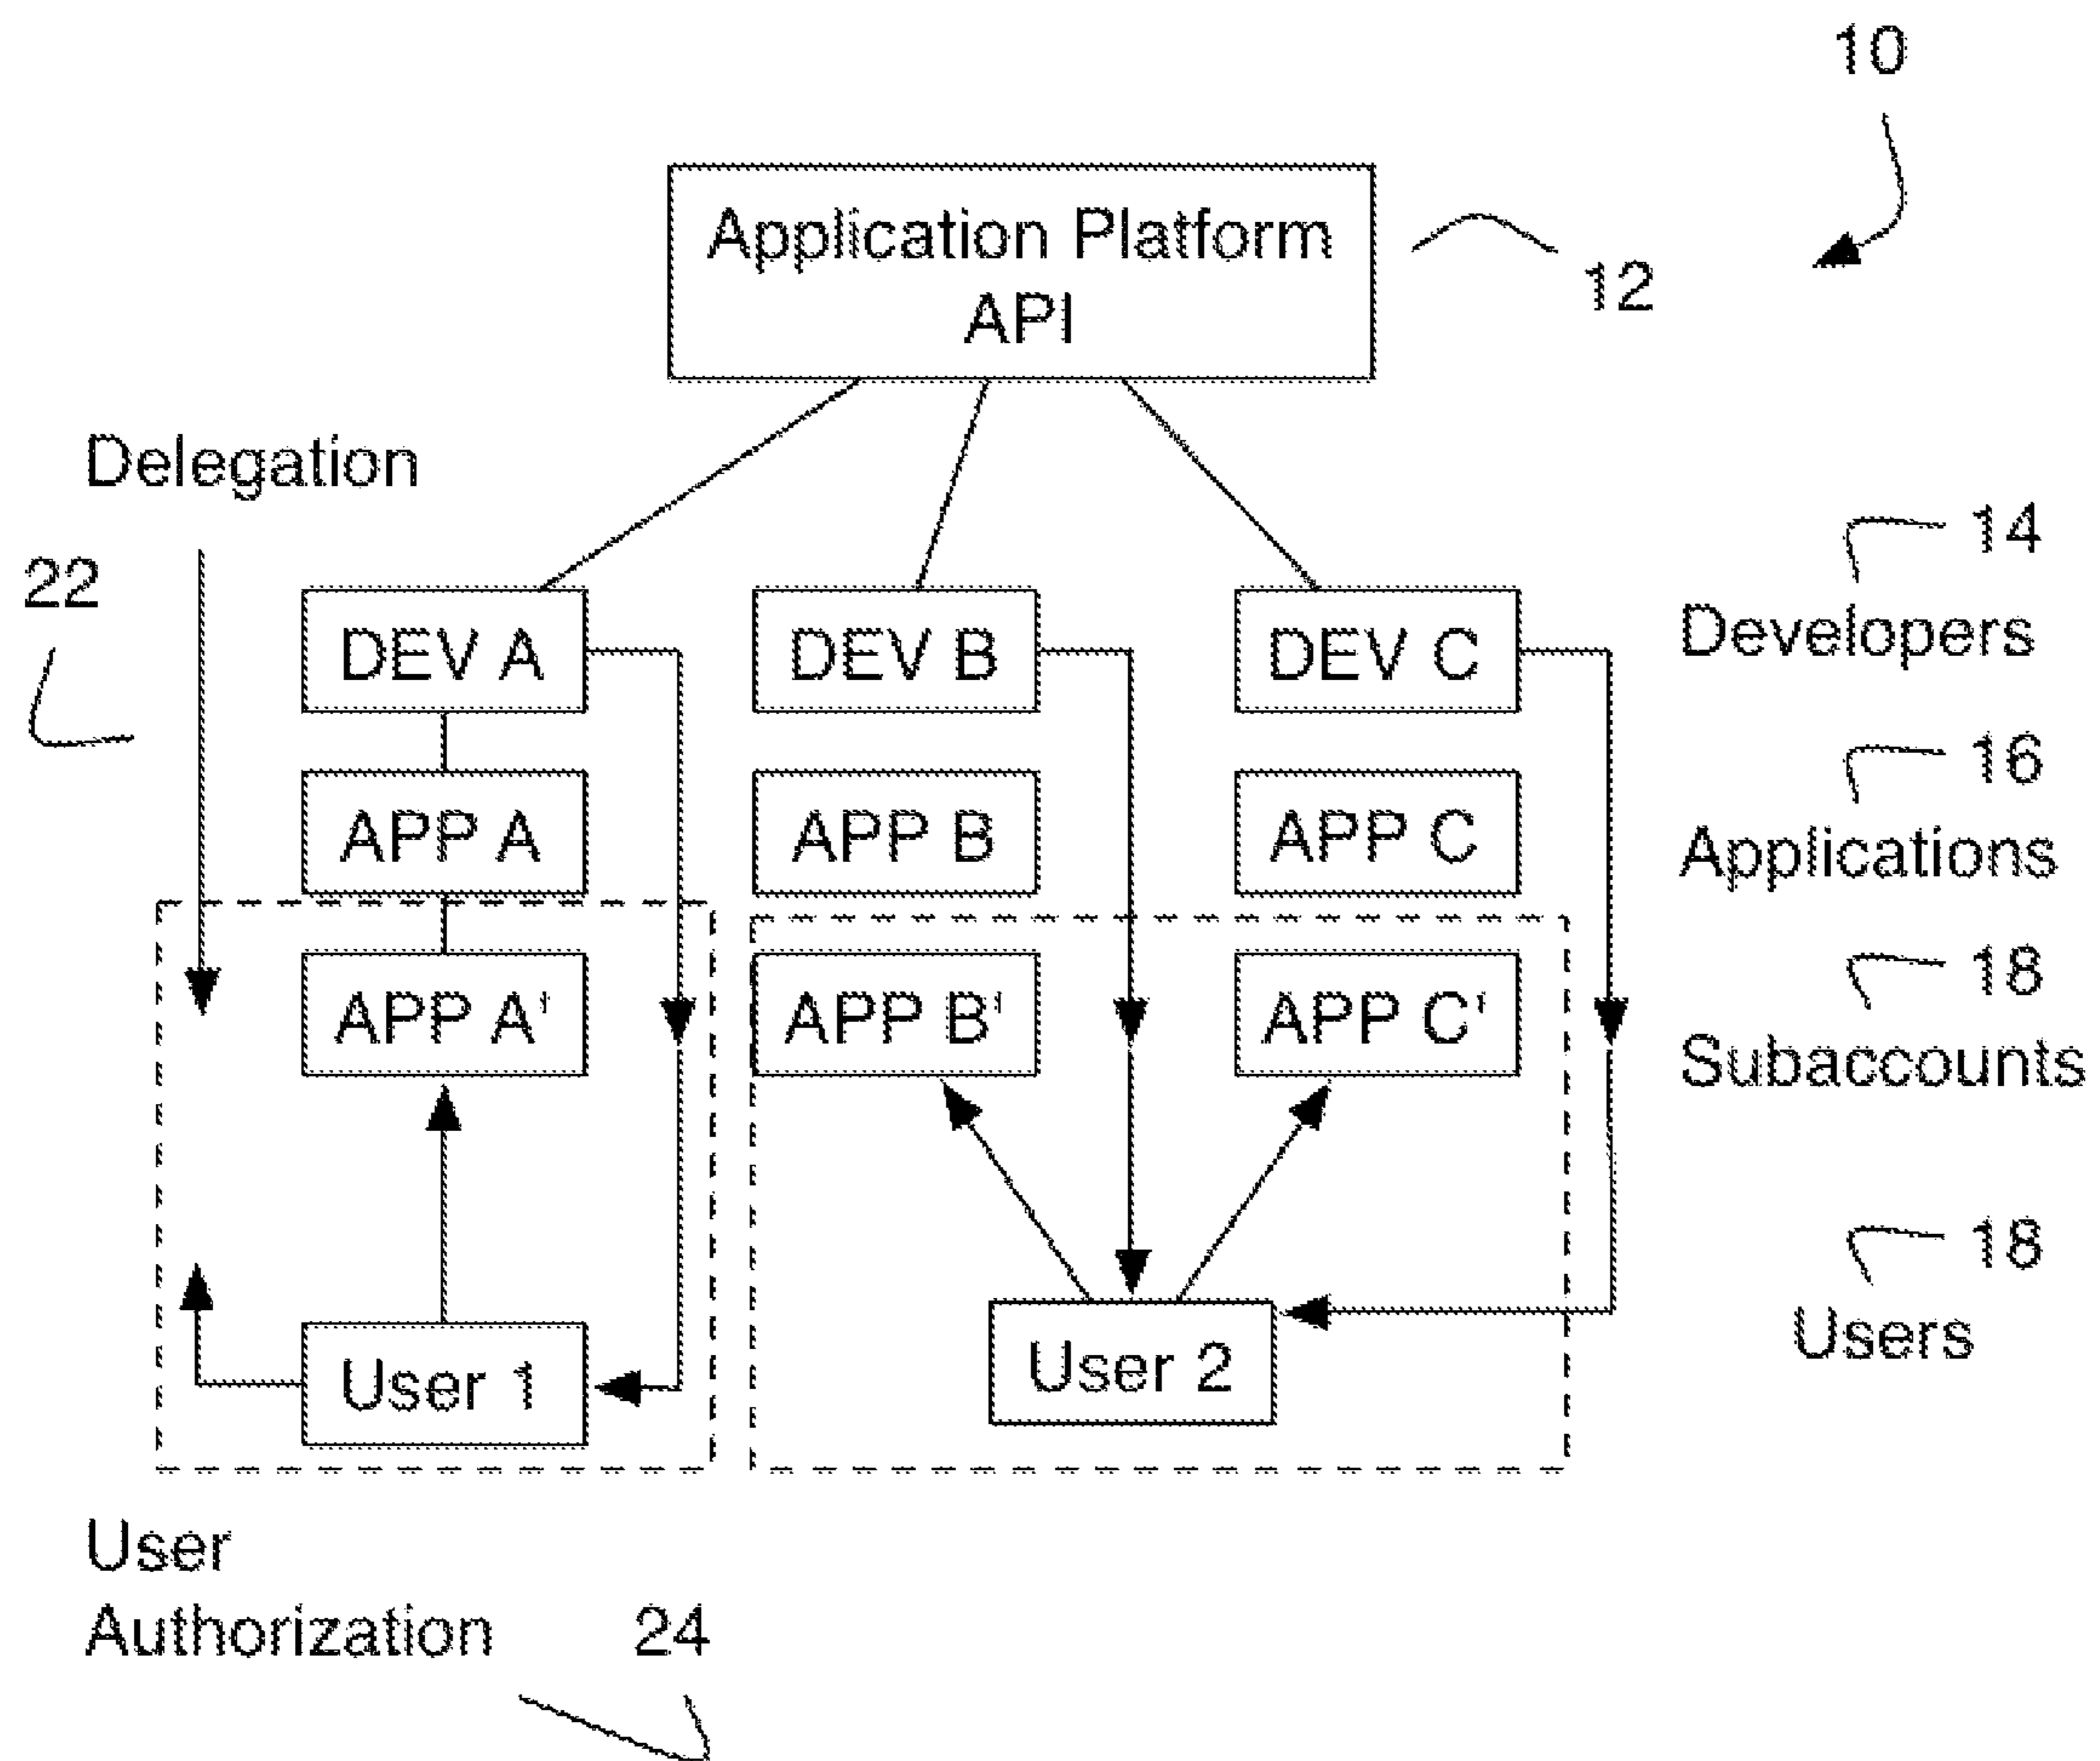 10
Application Platform
API
12
Delegation
22
14
DEV A
DEV B
DEV C
Developers
16
APP A
APP B
APP C
Applications
18
APP A'
APP B'
APP C'
Subaccounts
18
User 1
User 2
Users
User
Authorization
24